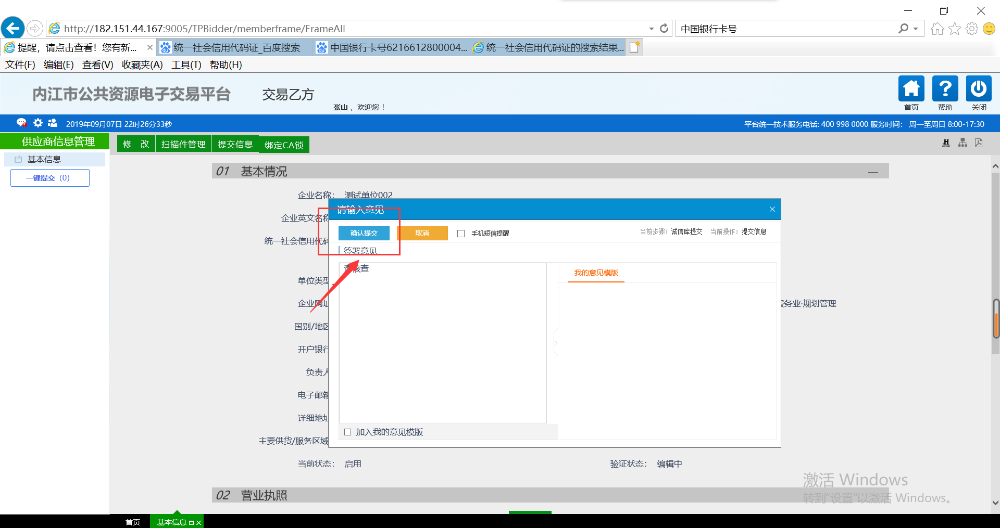 http://182.151.44.167:9005/TPBidder/memberframe/FrameAll
中国银行卡号
提醒，请点击查看！您有新...
统一社会信用代码证_百度搜索
中国银行卡号6216612800004...
统一社会信用代码证的搜索结果...
文件(F) 编辑(E) 查看(V) 收藏夹(A) 工具(T) 帮助(H)
内江市公共资源电子交易平台
交易乙方
张山 ， 欢迎您！
首页 帮助 关闭
2019年09月07日 22时26分33秒
平台统一技术服务电话: 400 998 0000 服务时间： 周一至周日 8:00-17:30
供应商信息管理
修 改 扫描件管理 提交信息 绑定CA锁
基本信息
一键提交（0）
01 基本情况
企业名称： 测试单位002
请输入意见
企业英文名称
确认提交 取消 手机短信提醒 当前步骤：诚信库提交 当前操作：提交信息
统一社会信用代码
签署意见
请核查
我的意见模版
单位类型
企业网址
服务业·规划管理
国别/地区
开户银行
负责人
电子邮箱
详细地址
加入我的意见模版
主要供货/服务区域
当前状态： 启用
验证状态： 编辑中
02 营业执照
激活 Windows
转到"设置"以激活 Windows。
首页 基本信息